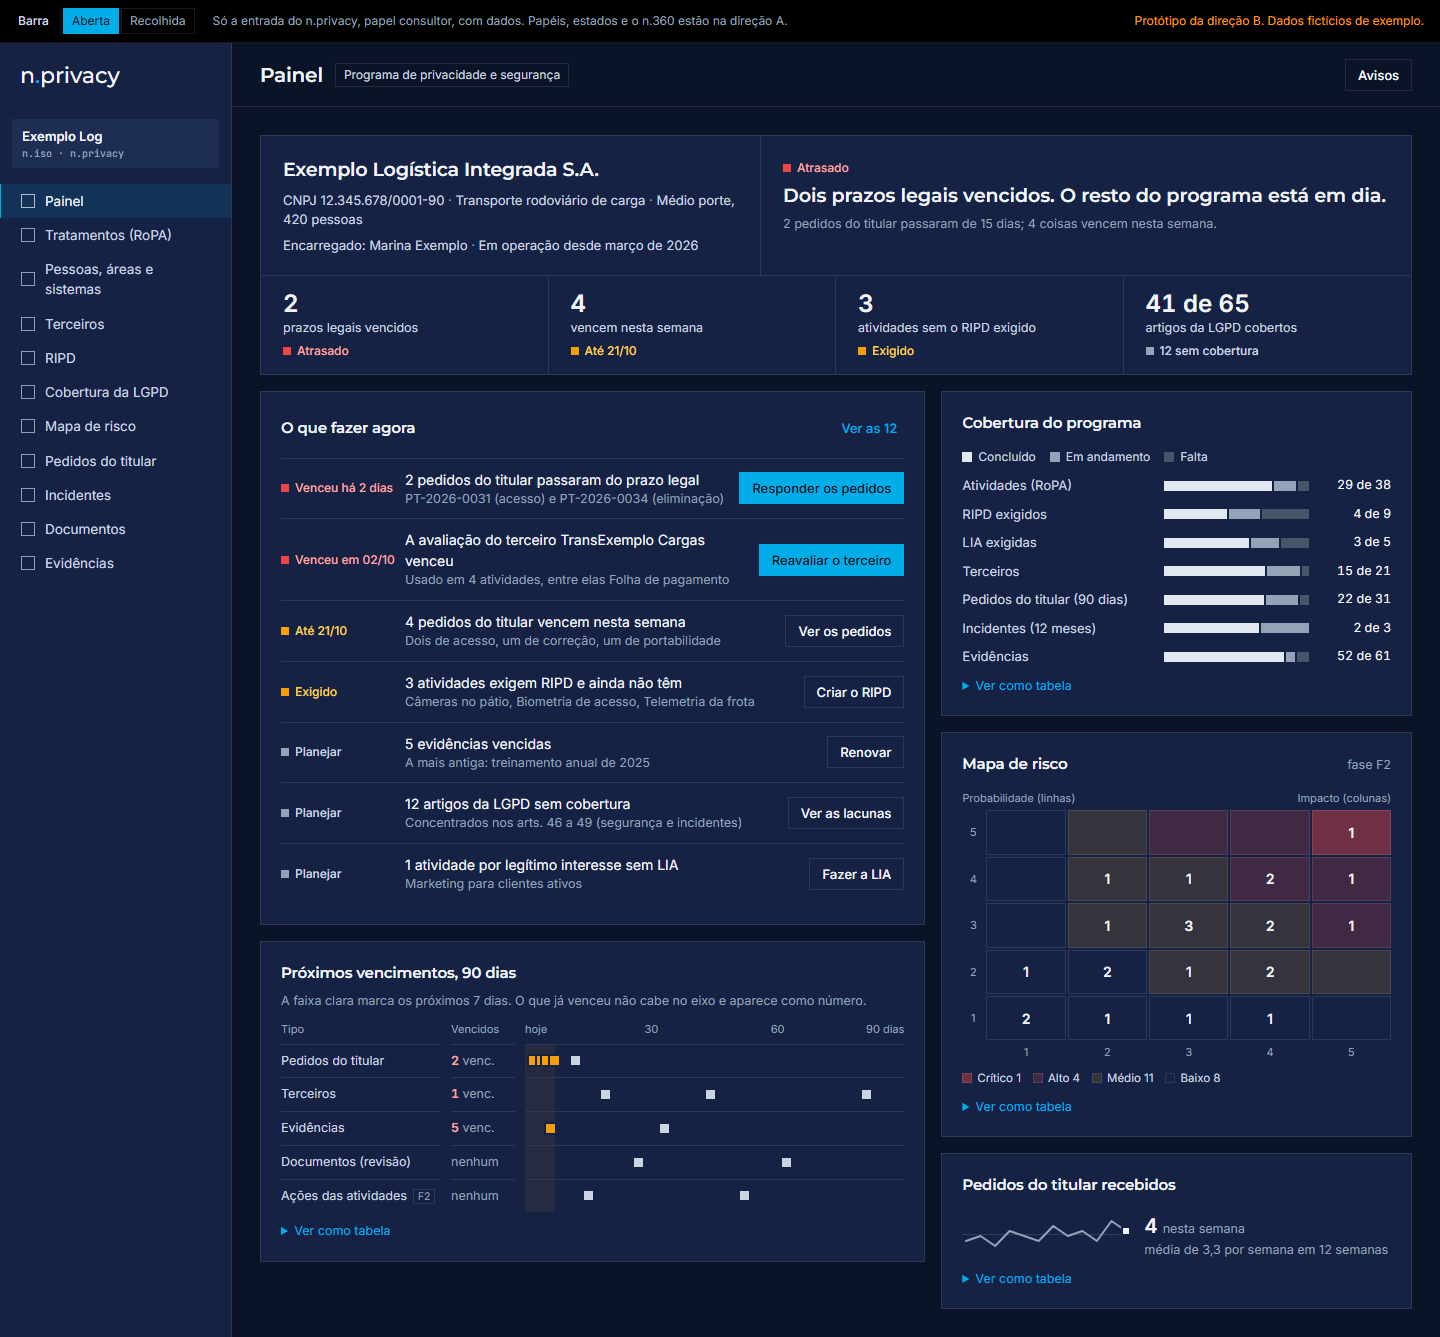 Barra
Aberta
Recolhida
Só a entrada do n.privacy, papel consultor, com dados. Papéis, estados e o n.360 estão na direção A.
Protótipo da direção B. Dados fictícios de exemplo.
n.privacy
Exemplo Log
n.iso · n.privacy
Painel
Tratamentos (RoPA)
Pessoas, áreas e
sistemas
Terceiros
RIPD
Cobertura da LGPD
Mapa de risco
Pedidos do titular
Incidentes
Documentos
Evidências
Painel
Programa de privacidade e segurança
Avisos
Exemplo Logística Integrada S.A.
CNPJ 12.345.678/0001-90 · Transporte rodoviário de carga · Médio porte,
420 pessoas
Encarregado: Marina Exemplo · Em operação desde março de 2026
Atrasado
Dois prazos legais vencidos. O resto do programa está em dia.
2 pedidos do titular passaram de 15 dias; 4 coisas vencem nesta semana.
2
prazos legais vencidos
Atrasado
4
vencem nesta semana
Até 21/10
3
atividades sem o RIPD exigido
Exigido
41 de 65
artigos da LGPD cobertos
12 sem cobertura
O que fazer agora
Ver as 12
Venceu há 2 dias
2 pedidos do titular passaram do prazo legal
PT-2026-0031 (acesso) e PT-2026-0034 (eliminação)
Responder os pedidos
Venceu em 02/10
A avaliação do terceiro TransExemplo Cargas
venceu
Usado em 4 atividades, entre elas Folha de pagamento
Reavaliar o terceiro
Até 21/10
4 pedidos do titular vencem nesta semana
Dois de acesso, um de correção, um de portabilidade
Ver os pedidos
Exigido
3 atividades exigem RIPD e ainda não têm
Câmeras no pátio, Biometria de acesso, Telemetria da frota
Criar o RIPD
Planejar
5 evidências vencidas
A mais antiga: treinamento anual de 2025
Renovar
Planejar
12 artigos da LGPD sem cobertura
Concentrados nos arts. 46 a 49 (segurança e incidentes)
Ver as lacunas
Planejar
1 atividade por legítimo interesse sem LIA
Marketing para clientes ativos
Fazer a LIA
Próximos vencimentos, 90 dias
A faixa clara marca os próximos 7 dias. O que já venceu não cabe no eixo e aparece como número.
Tipo Vencidos hoje 30 60 90 dias
Pedidos do titular 2 venc.
Terceiros 1 venc.
Evidências 5 venc.
Documentos (revisão) nenhum
Ações das atividades F2 nenhum
Ver como tabela
Cobertura do programa
Concluído Em andamento Falta
Atividades (RoPA) 29 de 38
RIPD exigidos 4 de 9
LIA exigidas 3 de 5
Terceiros 15 de 21
Pedidos do titular (90 dias) 22 de 31
Incidentes (12 meses) 2 de 3
Evidências 52 de 61
Ver como tabela
Mapa de risco
fase F2
Probabilidade (linhas) Impacto (colunas)
5 1
4 1 1 2 1
3 1 3 2 1
2 1 2 1 2
1 2 1 1 1
1 2 3 4 5
Crítico 1 Alto 4 Médio 11 Baixo 8
Ver como tabela
Pedidos do titular recebidos
4 nesta semana
média de 3,3 por semana em 12 semanas
Ver como tabela